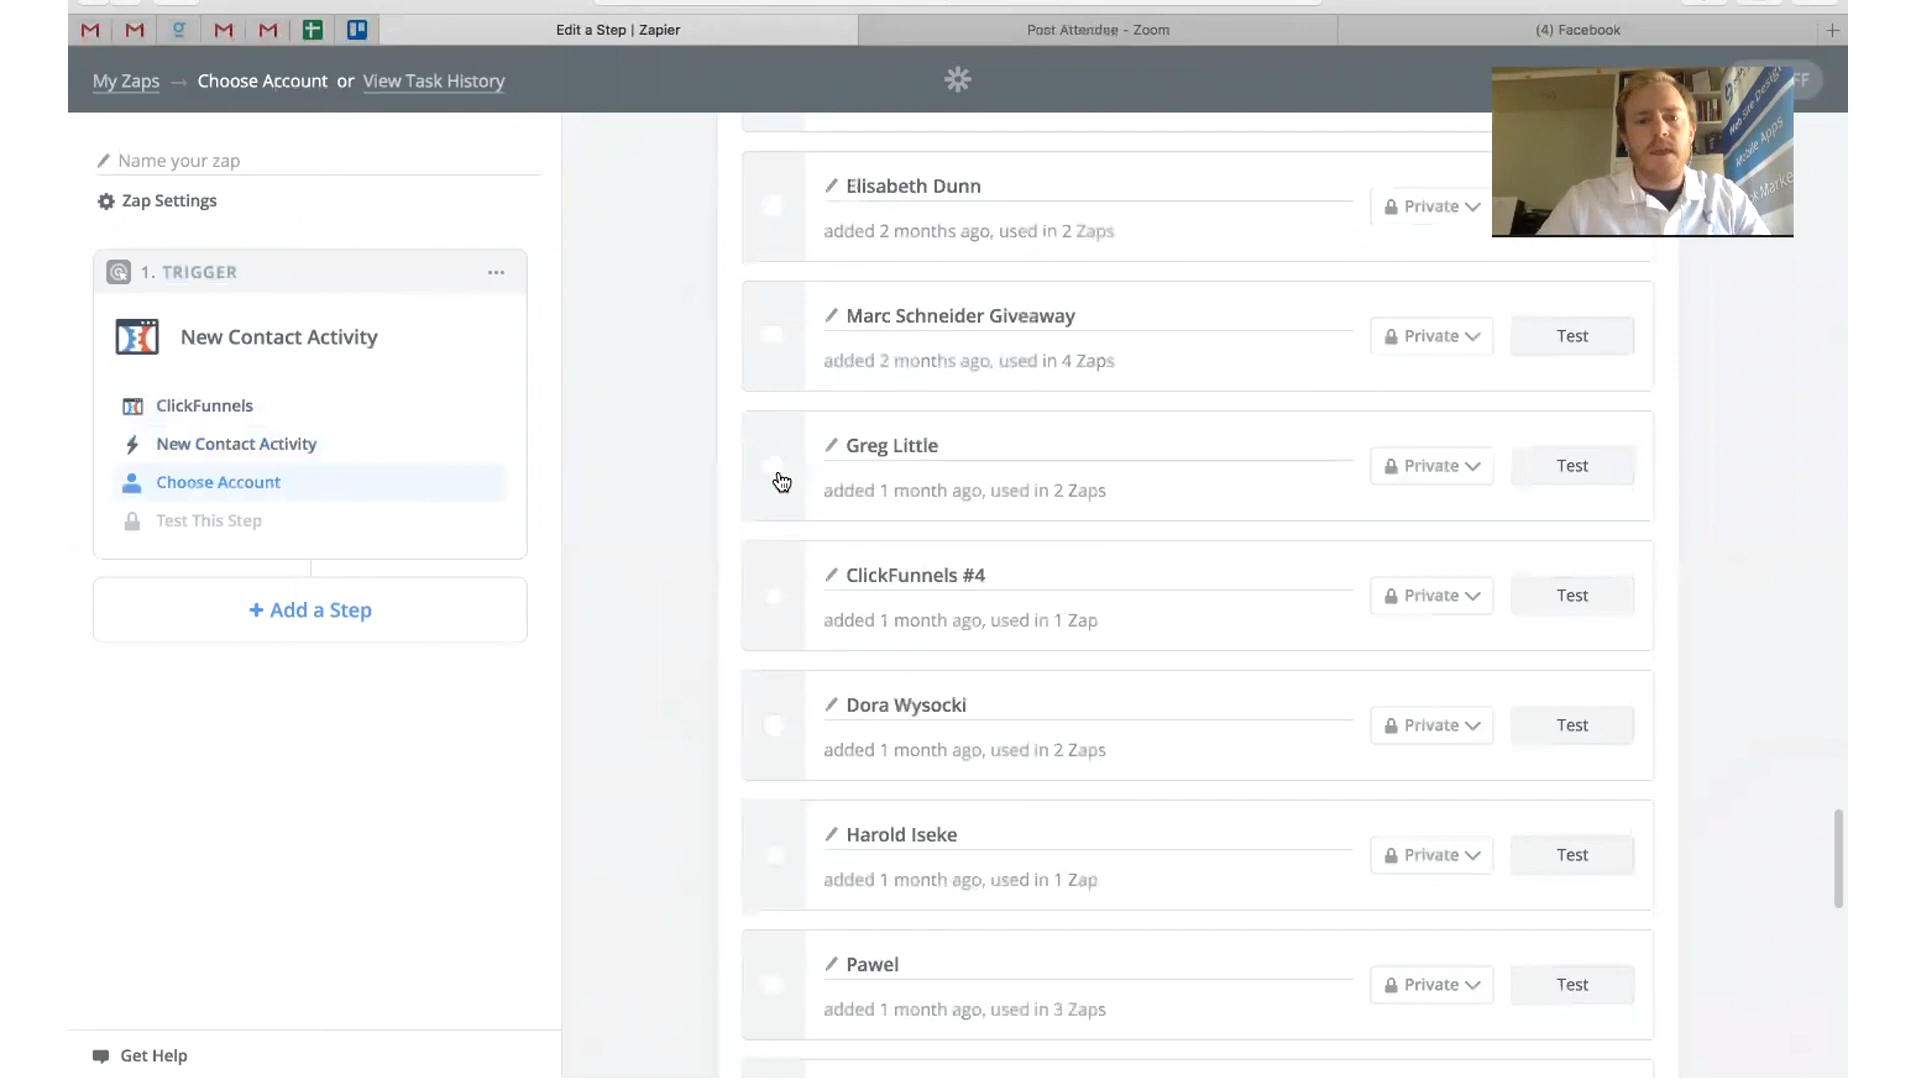 Edit a Step | Zapier
Post Attendee - Zoom
(4) Facebook
My Zaps → Choose Account or View Task History
FF
Web Site Design
Mobile Apps
Name your zap
Zap Settings
1. TRIGGER
New Contact Activity
ClickFunnels
New Contact Activity
Choose Account
Test This Step
+ Add a Step
Get Help
Elisabeth Dunn
added 2 months ago, used in 2 Zaps
Private
Marc Schneider Giveaway
added 2 months ago, used in 4 Zaps
Private
Test
Greg Little
added 1 month ago, used in 2 Zaps
Private
Test
ClickFunnels #4
added 1 month ago, used in 1 Zap
Private
Test
Dora Wysocki
added 1 month ago, used in 2 Zaps
Private
Test
Harold Iseke
added 1 month ago, used in 1 Zap
Private
Test
Pawel
added 1 month ago, used in 3 Zaps
Private
Test